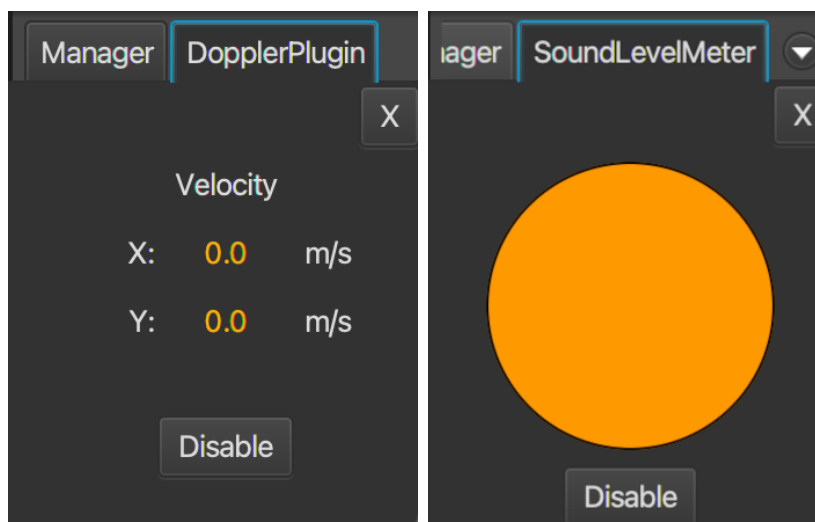 Manager DopplerPlugin
X
Velocity
X: 0.0 m/s
Y: 0.0 m/s
Disable
ager SoundLevelMeter
X
Disable